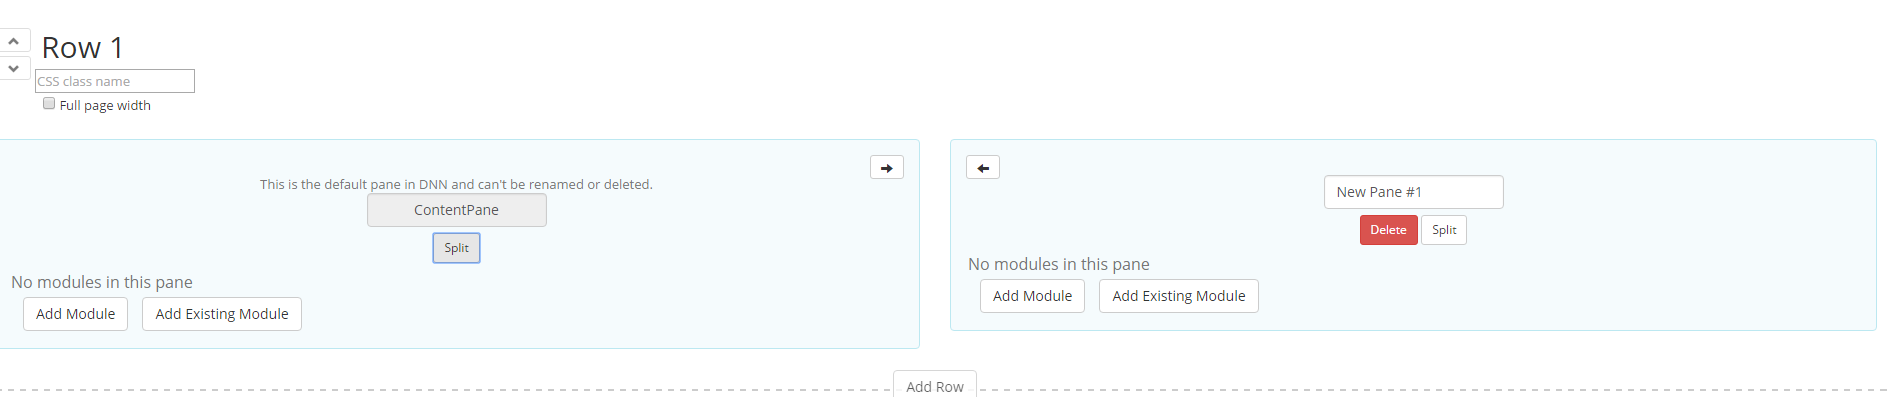 Row 1
CSS class name
Full page width
This is the default pane in DNN and can't be renamed or deleted.
ContentPane
Split
No modules in this pane
Add Module
Add Existing Module
New Pane #1
Delete
Split
No modules in this pane
Add Module
Add Existing Module
Add Row